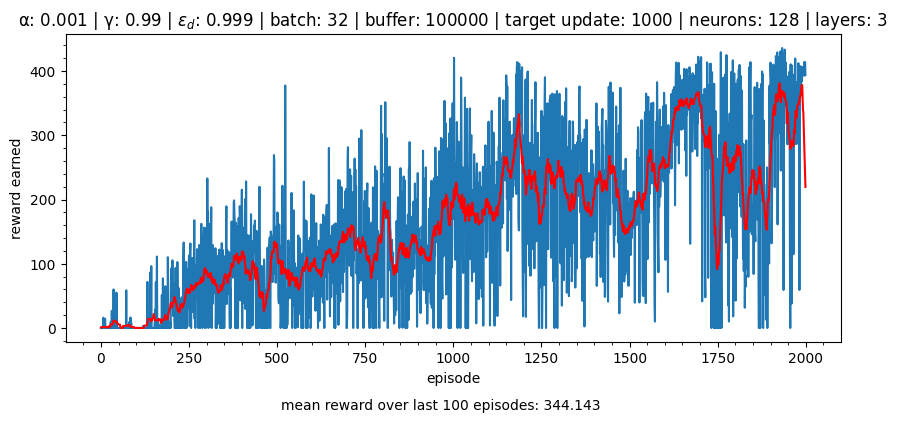 α: 0.001 | γ: 0.99 | ε_d: 0.999 | batch: 32 | buffer: 100000 | target update: 1000 | neurons: 128 | layers: 3
400
300
200
100
0
reward earned
0 250 500 750 1000 1250 1500 1750 2000
episode
mean reward over last 100 episodes: 344.143